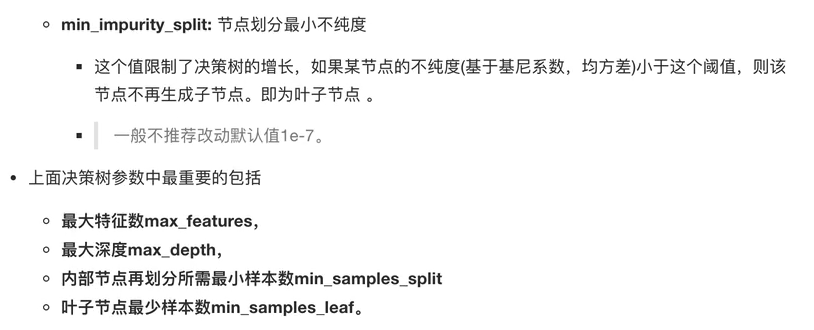 min_impurity_split: 节点划分最小不纯度
这个值限制了决策树的增长，如果某节点的不纯度(基于基尼系数，均方差)小于这个阈值，则该
节点不再生成子节点。即为叶子节点 。
一般不推荐改动默认值1e-7。
上面决策树参数中最重要的包括
最大特征数max_features，
最大深度max_depth，
内部节点再划分所需最小样本数min_samples_split
叶子节点最少样本数min_samples_leaf。